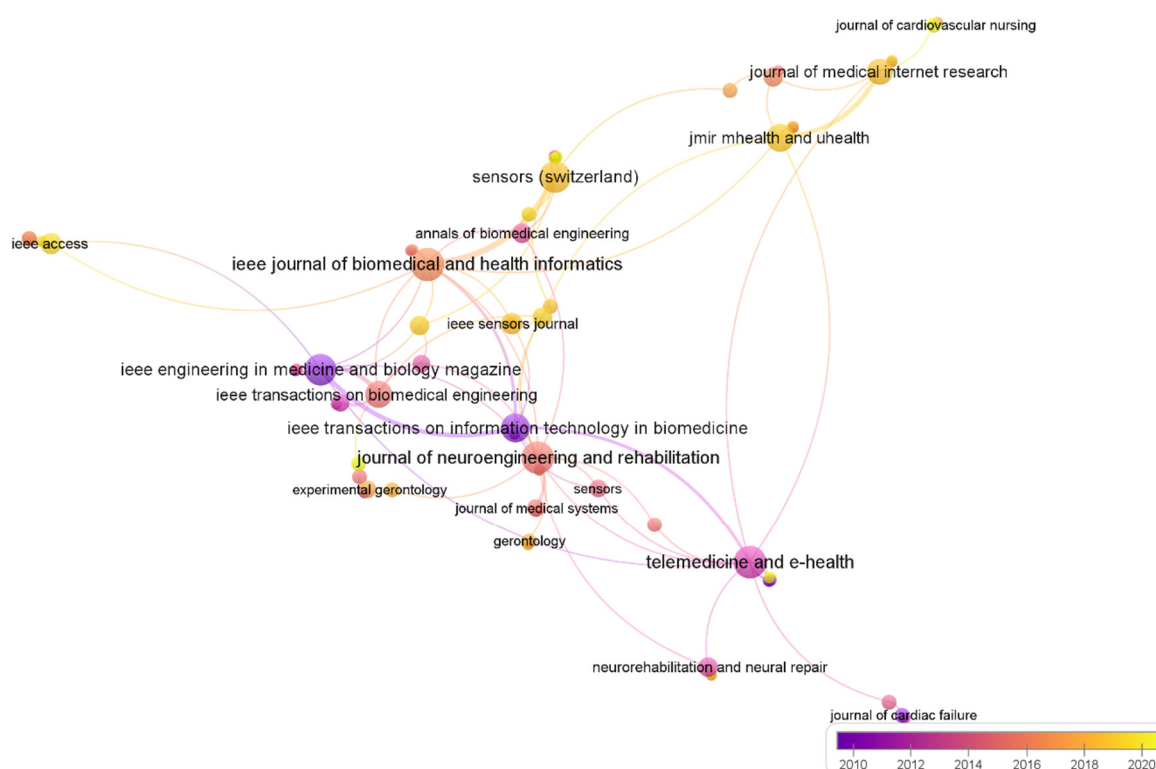 journal of cardiovascular nursing
journal of medical internet research
jmir mhealth and uhealth
sensors (switzerland)
annals of biomedical engineering
ieee access
ieee journal of biomedical and health informatics
ieee sensors journal
ieee engineering in medicine and biology magazine
ieee transactions on biomedical engineering
ieee transactions on information technology in biomedicine
journal of neuroengineering and rehabilitation
experimental gerontology
sensors
journal of medical systems
gerontology
telemedicine and e-health
neurorehabilitation and neural repair
journal of cardiac failure
2010 2012 2014 2016 2018 2020